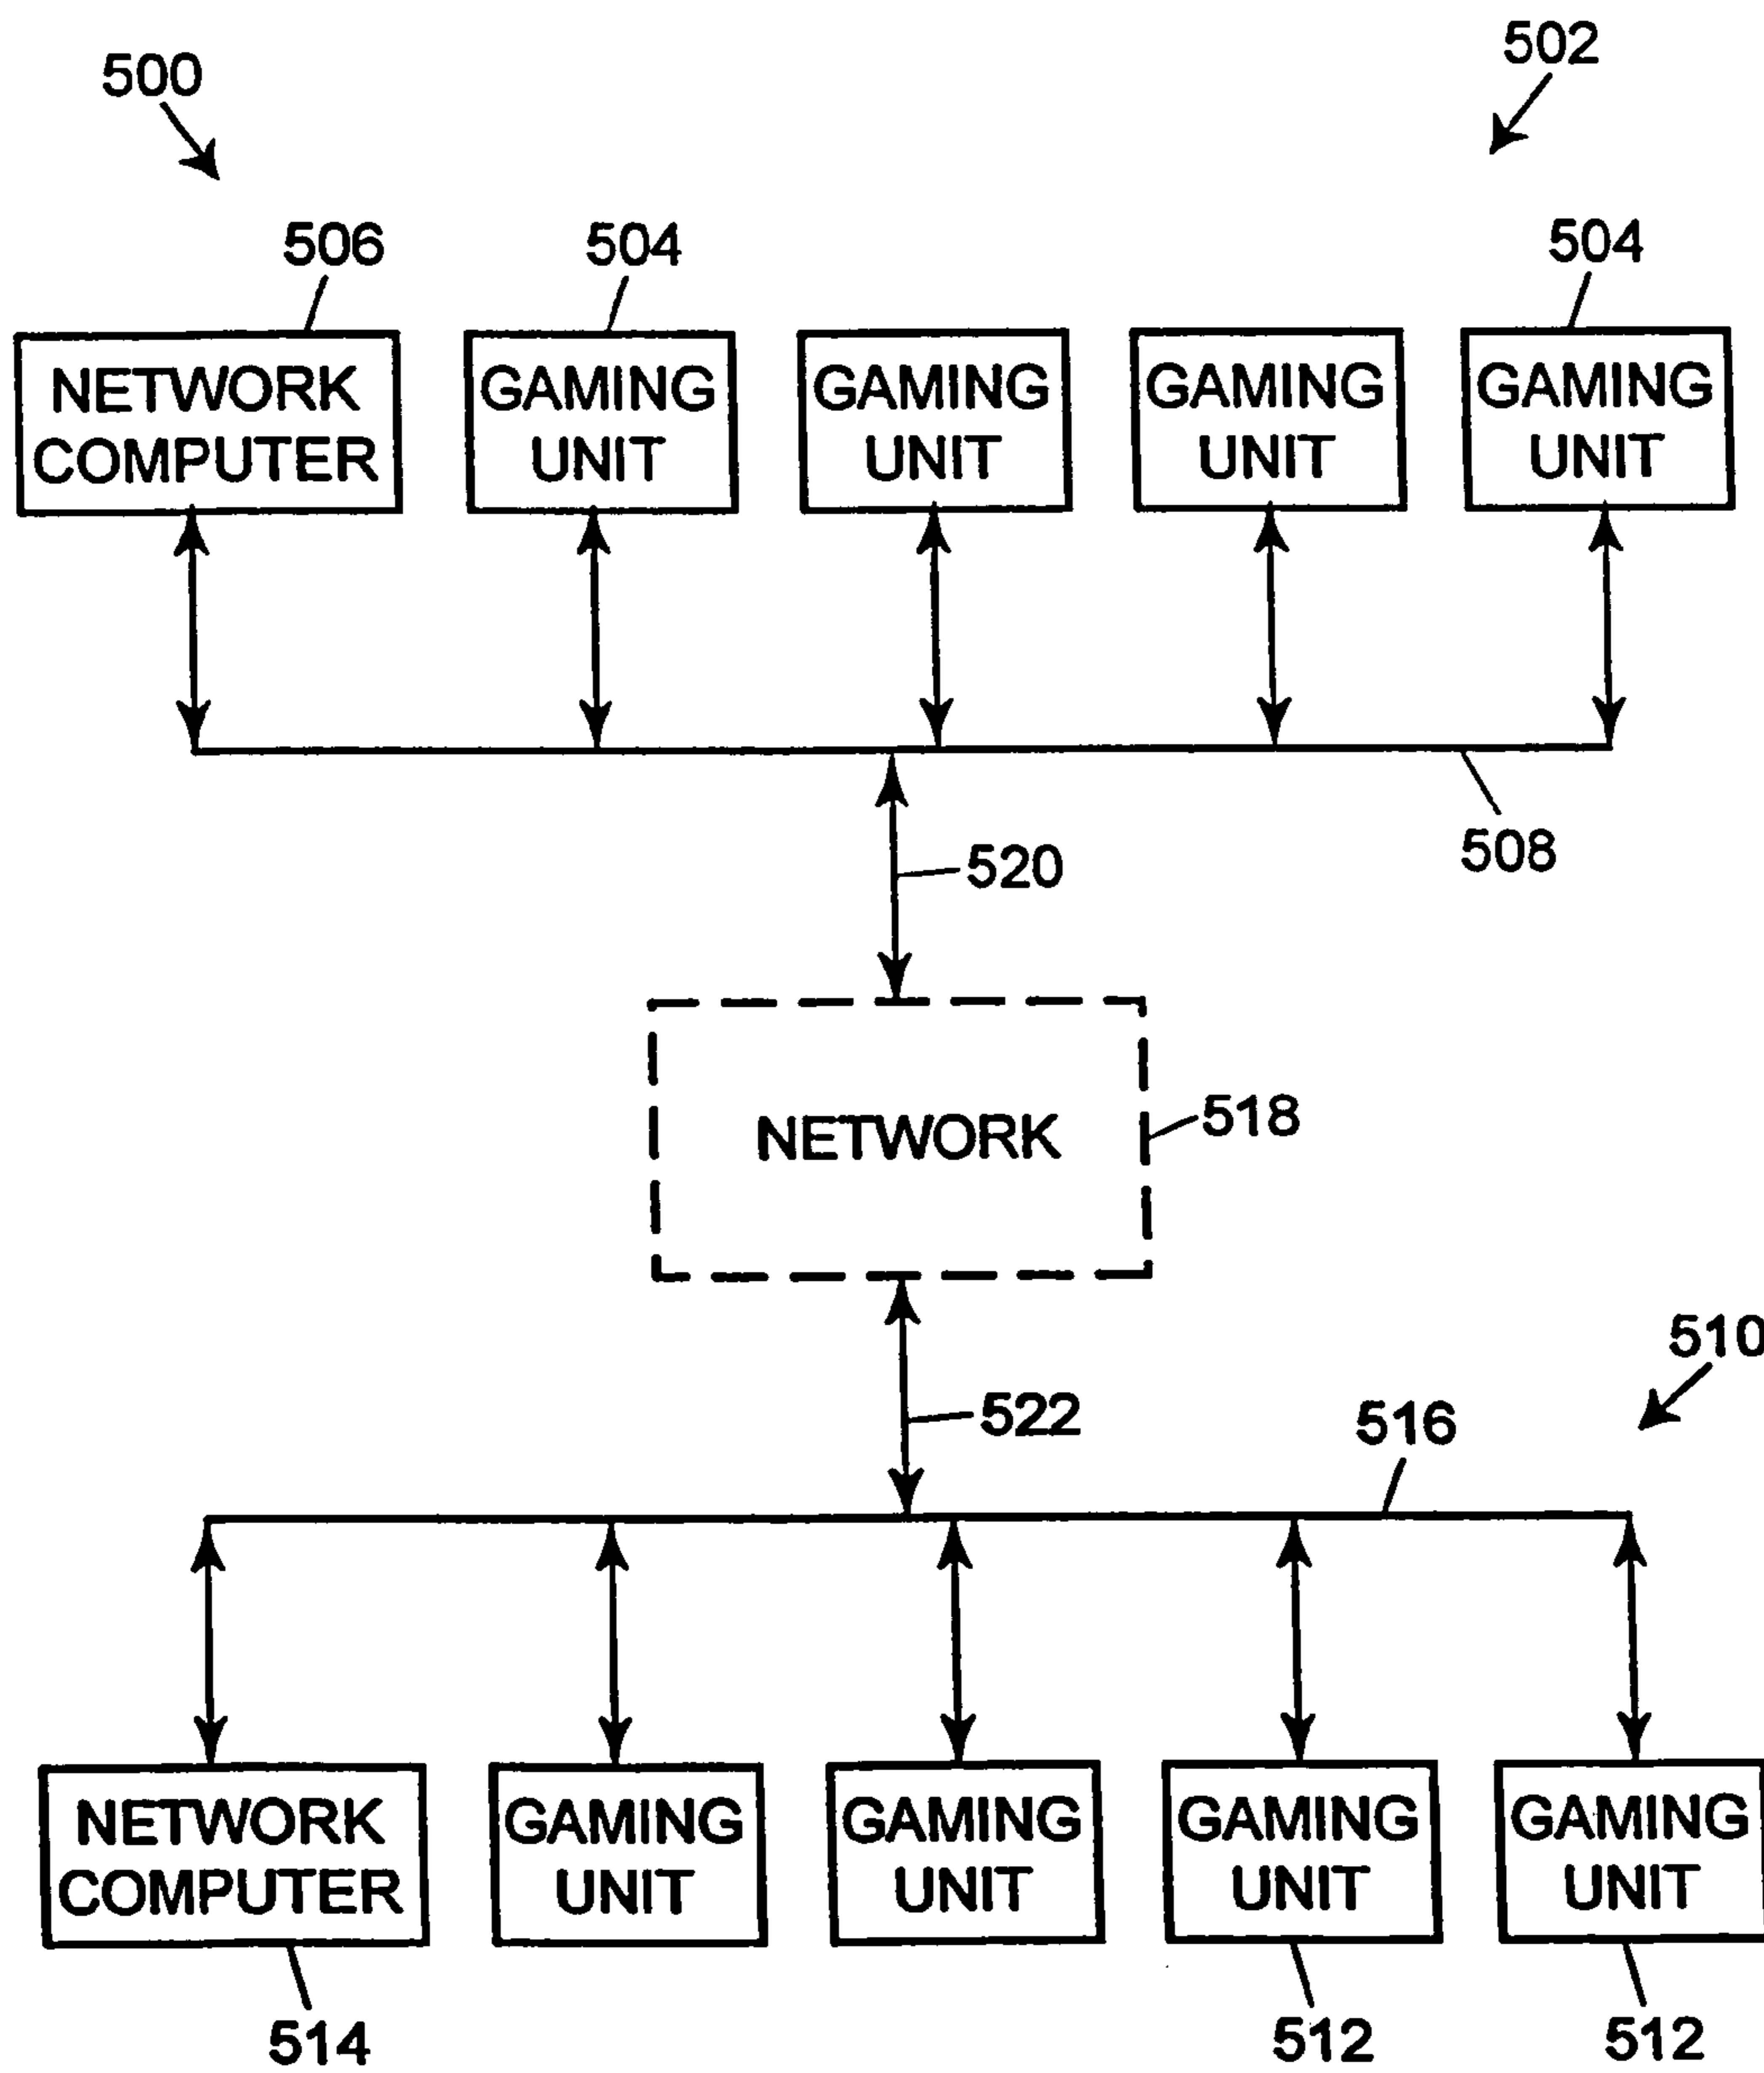 500
502
506
504
504
NETWORK
COMPUTER
GAMING
UNIT
GAMING
UNIT
GAMING
UNIT
GAMING
UNIT
508
520
NETWORK
518
510
522
516
NETWORK
COMPUTER
GAMING
UNIT
GAMING
UNIT
GAMING
UNIT
GAMING
UNIT
514
512
512